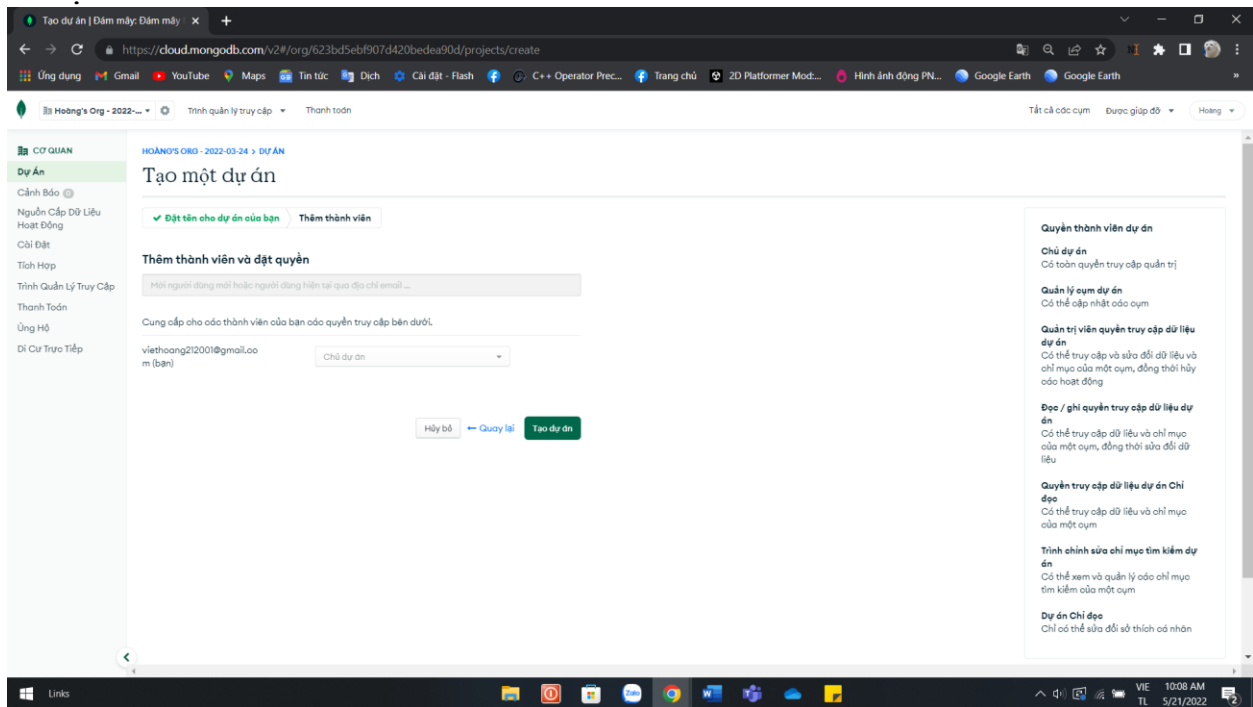 Tạo dự án | Đám mây: Đám mây
https://cloud.mongodb.com/v2#/org/623bd5ebf907d420bedea90d/projects/create
Ứng dụng Gmail YouTube Maps Tin tức Dịch Cài đặt - Flash C++ Operator Prec... Trang chủ 2D Platformer Mod:... Hình ảnh động PN... Google Earth Google Earth »
Hoàng's Org - 2022-... Trình quản lý truy cập Thanh toán Tất cả các cụm Được giúp đỡ Hoàng
CƠ QUAN
Dự Án
Cảnh Báo 0
Nguồn Cấp Dữ Liệu
Hoạt Động
Cài Đặt
Tích Hợp
Trình Quản Lý Truy Cập
Thanh Toán
Ủng Hộ
Di Cư Trực Tiếp
HOÀNG'S ORG - 2022-03-24 > DỰ ÁN
Tạo một dự án
Đặt tên cho dự án của bạn Thêm thành viên
Thêm thành viên và đặt quyền
Mời người dùng mới hoặc người dùng hiện tại qua địa chỉ email ...
Cung cấp cho các thành viên của bạn các quyền truy cập bên dưới.
viethoang212001@gmail.co
m (bạn)
Chủ dự án
Hủy bỏ ← Quay lại Tạo dự án
Quyền thành viên dự án
Chủ dự án
Có toàn quyền truy cập quản trị
Quản lý cụm dự án
Có thể cập nhật các cụm
Quản trị viên quyền truy cập dữ liệu
dự án
Có thể truy cập và sửa đổi dữ liệu và
chỉ mục của một cụm, đồng thời hủy
các hoạt động
Đọc / ghi quyền truy cập dữ liệu dự
án
Có thể truy cập dữ liệu và chỉ mục
của một cụm, đồng thời sửa đổi dữ
liệu
Quyền truy cập dữ liệu dự án Chỉ
đọc
Có thể truy cập dữ liệu và chỉ mục
của một cụm
Trình chỉnh sửa chỉ mục tìm kiếm dự
án
Có thể xem và quản lý các chỉ mục
tìm kiếm của một cụm
Dự án Chỉ đọc
Chỉ có thể sửa đổi sở thích cá nhân
Links
Zalo
VIE
TL
10:08 AM
5/21/2022
2